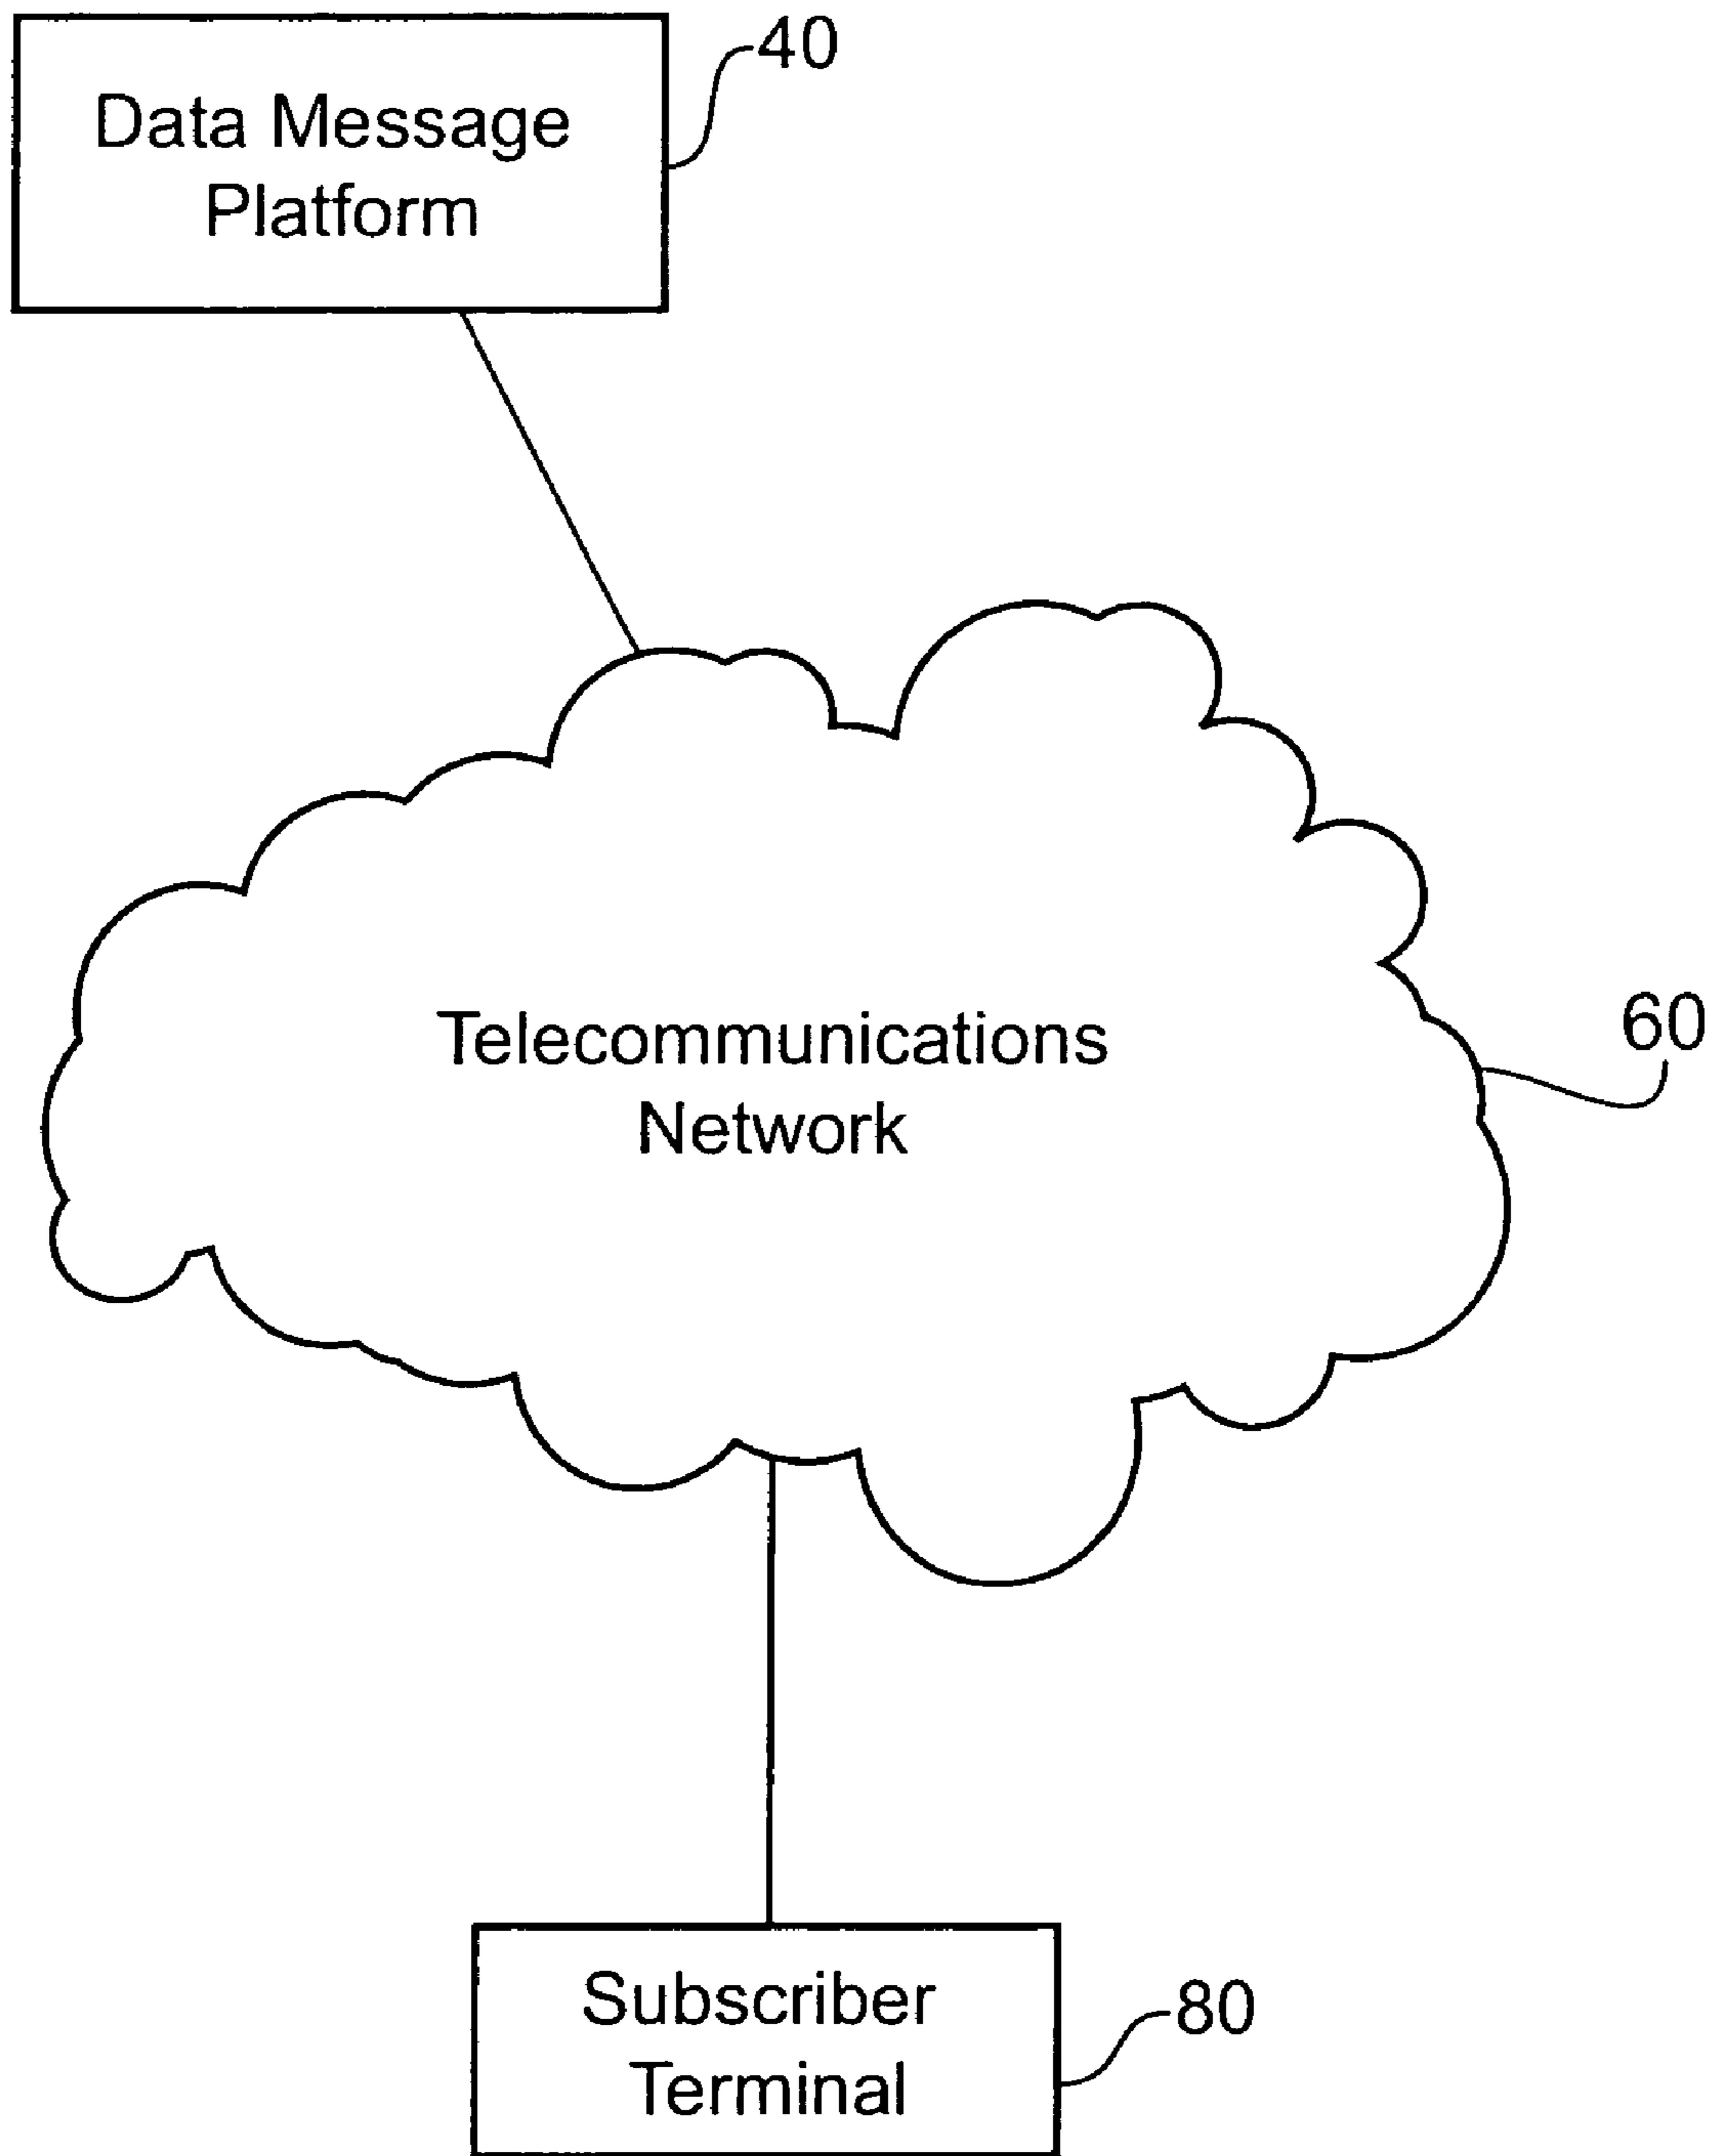 40
Data Message
Platform
Telecommunications
Network
60
Subscriber
Terminal
80